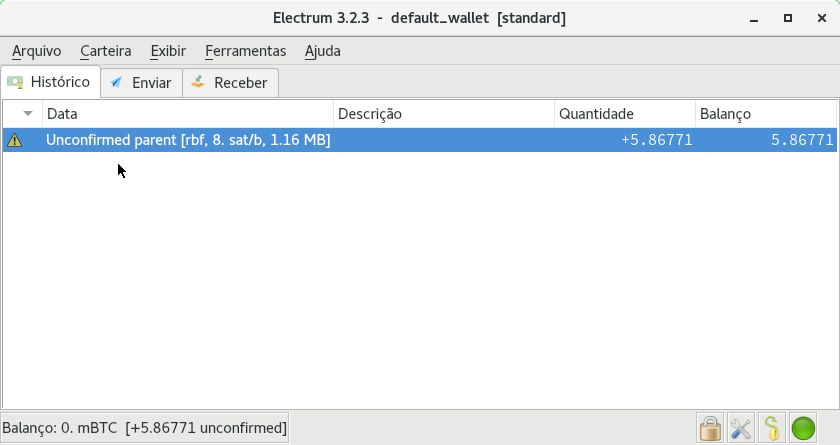 Electrum 3.2.3 - default_wallet [standard]
Arquivo Carteira Exibir Ferramentas Ajuda
Histórico Enviar Receber
Data Descrição Quantidade Balanço
Unconfirmed parent [rbf, 8. sat/b, 1.16 MB] +5.86771 5.86771
Balanço: 0. mBTC [+5.86771 unconfirmed]